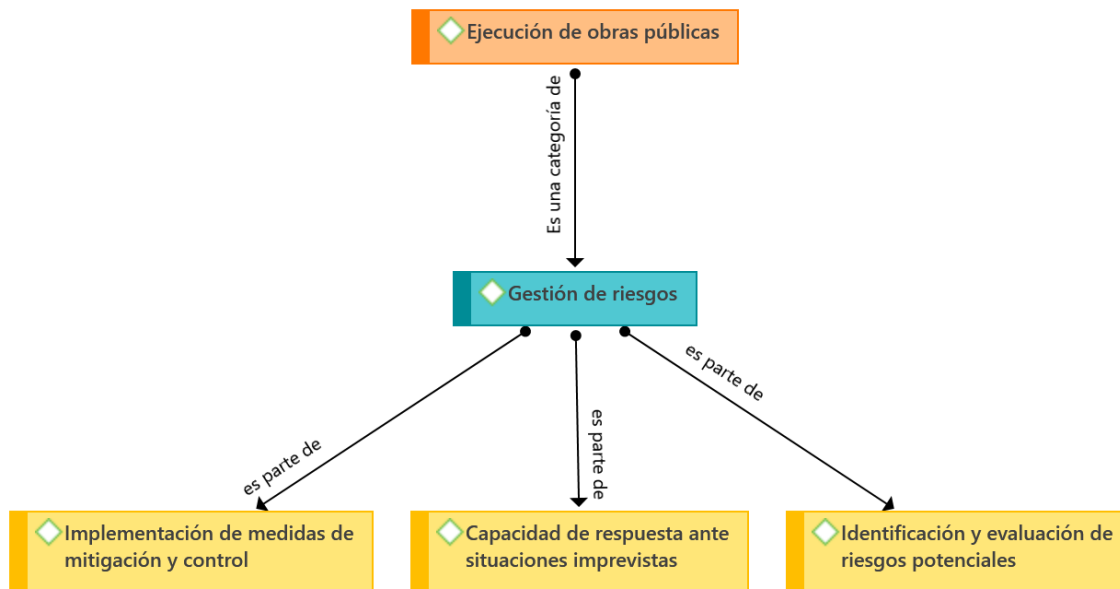 Ejecución de obras públicas
Es una categoría de
Gestión de riesgos
es parte de
es parte de
es parte de
Implementación de medidas de
mitigación y control
Capacidad de respuesta ante
situaciones imprevistas
Identificación y evaluación de
riesgos potenciales